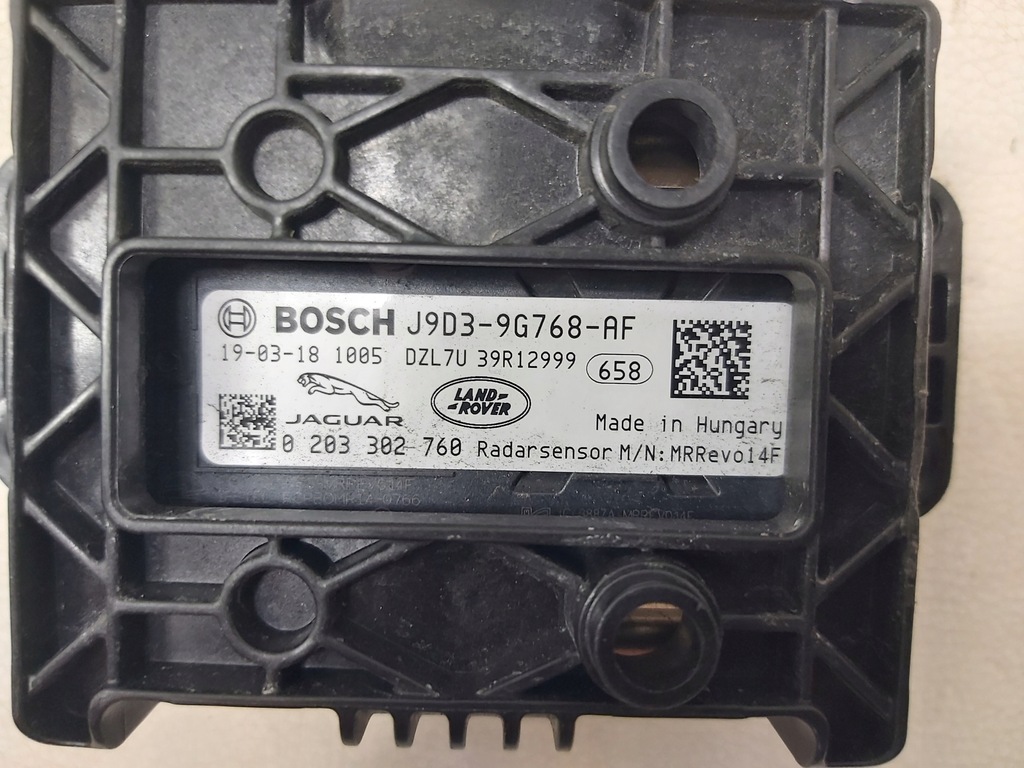 BOSCH J9D3-9G768-AF
19-03-18 1005 DZL7U 39R12999 658
JAGUAR LAND-ROVER
Made in Hungary
0 203 302 760 Radarsensor M/N:MRRevo14F